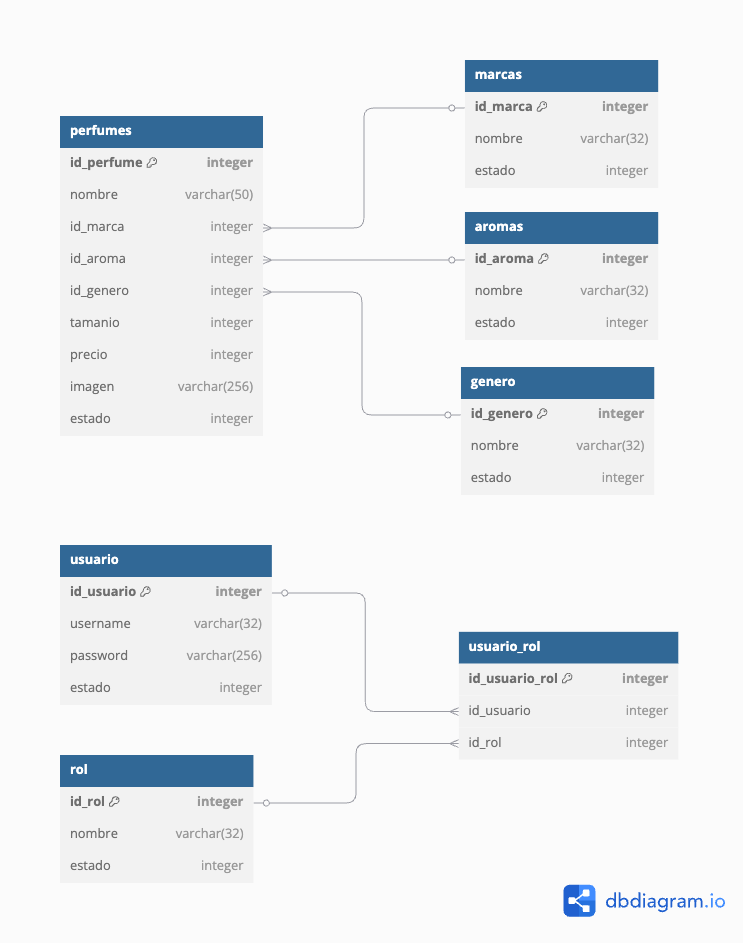 perfumes
id_perfume integer
nombre varchar(50)
id_marca integer
id_aroma integer
id_genero integer
tamanio integer
precio integer
imagen varchar(256)
estado integer
marcas
id_marca integer
nombre varchar(32)
estado integer
aromas
id_aroma integer
nombre varchar(32)
estado integer
genero
id_genero integer
nombre varchar(32)
estado integer
usuario
id_usuario integer
username varchar(32)
password varchar(256)
estado integer
usuario_rol
id_usuario_rol integer
id_usuario integer
id_rol integer
rol
id_rol integer
nombre varchar(32)
estado integer
dbdiagram.io